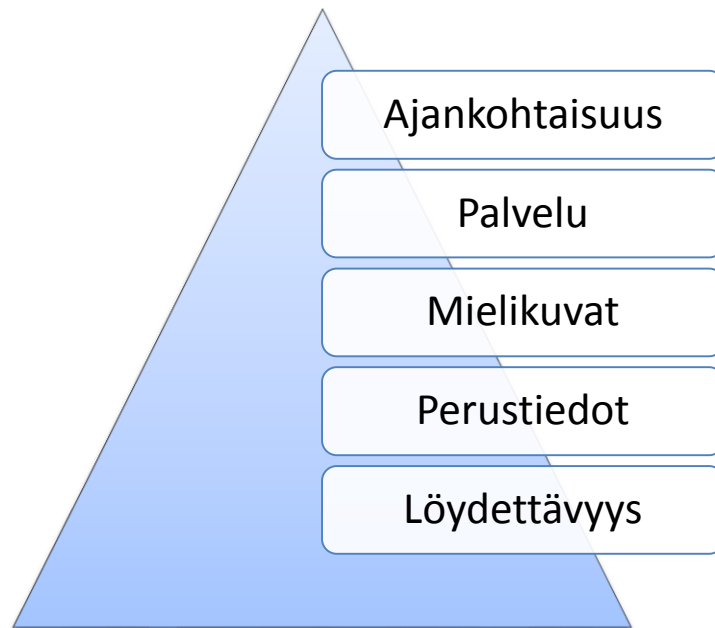 Ajankohtaisuus
Palvelu
Mielikuvat
Perustiedot
Löydettävyys